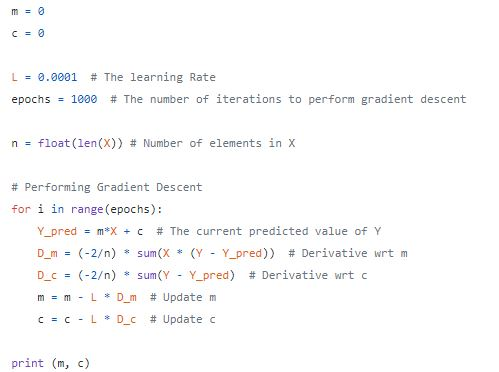 m = 0
c = 0
L = 0.0001  # The learning Rate
epochs = 1000  # The number of iterations to perform gradient descent
n = float(len(X)) # Number of elements in X
# Performing Gradient Descent
for i in range(epochs):
    Y_pred = m*X + c  # The current predicted value of Y
    D_m = (-2/n) * sum(X * (Y - Y_pred))  # Derivative wrt m
    D_c = (-2/n) * sum(Y - Y_pred)  # Derivative wrt c
    m = m - L * D_m  # Update m
    c = c - L * D_c  # Update c
print (m, c)